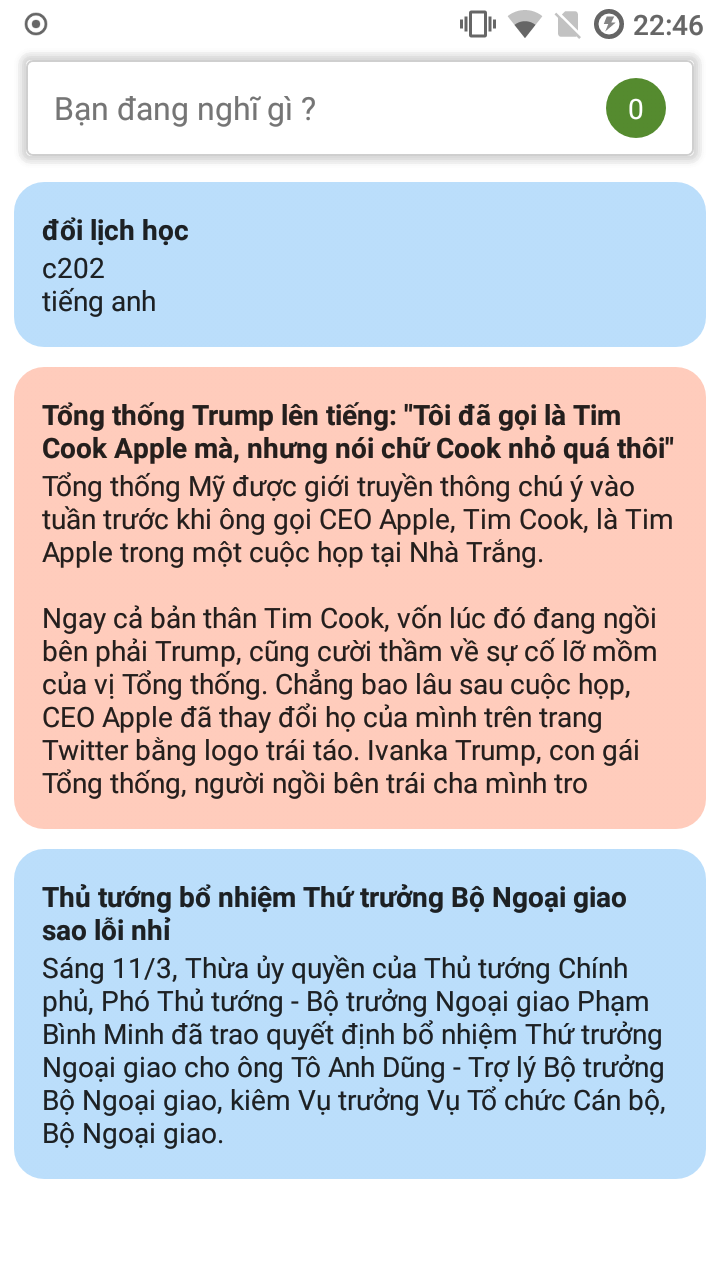 22:46
Bạn đang nghĩ gì ?
0
đổi lịch học
c202
tiếng anh
Tổng thống Trump lên tiếng: "Tôi đã gọi là Tim
Cook Apple mà, nhưng nói chữ Cook nhỏ quá thôi"
Tổng thống Mỹ được giới truyền thông chú ý vào
tuần trước khi ông gọi CEO Apple, Tim Cook, là Tim
Apple trong một cuộc họp tại Nhà Trắng.
Ngay cả bản thân Tim Cook, vốn lúc đó đang ngồi
bên phải Trump, cũng cười thầm về sự cố lỡ mồm
của vị Tổng thống. Chẳng bao lâu sau cuộc họp,
CEO Apple đã thay đổi họ của mình trên trang
Twitter bằng logo trái táo. Ivanka Trump, con gái
Tổng thống, người ngồi bên trái cha mình tro
Thủ tướng bổ nhiệm Thứ trưởng Bộ Ngoại giao
sao lỗi nhỉ
Sáng 11/3, Thừa ủy quyền của Thủ tướng Chính
phủ, Phó Thủ tướng - Bộ trưởng Ngoại giao Phạm
Bình Minh đã trao quyết định bổ nhiệm Thứ trưởng
Ngoại giao cho ông Tô Anh Dũng - Trợ lý Bộ trưởng
Bộ Ngoại giao, kiêm Vụ trưởng Vụ Tổ chức Cán bộ,
Bộ Ngoại giao.